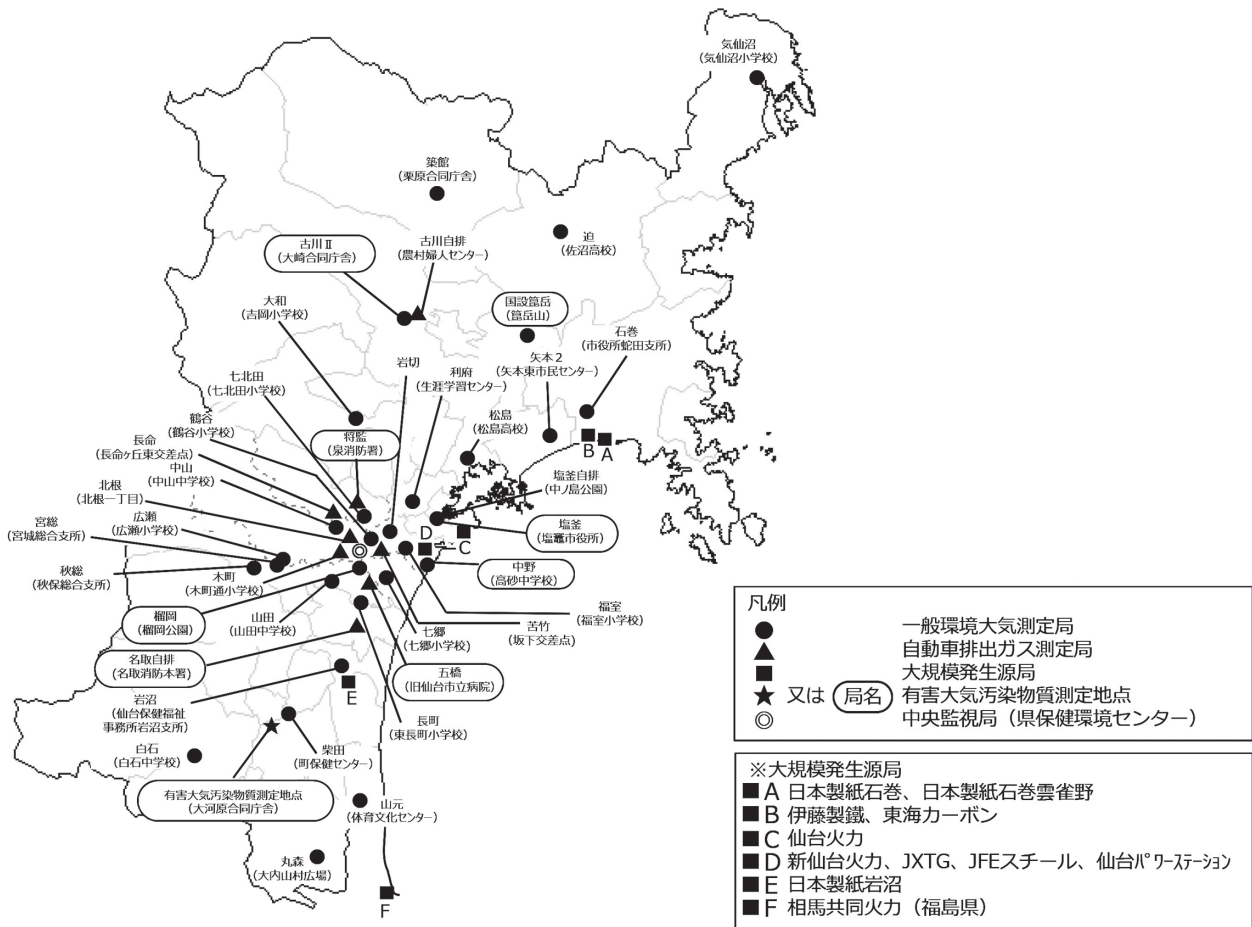 気仙沼
（気仙沼小学校）
築館
（栗原合同庁舎）
迫
（佐沼高校）
古川Ⅱ
（大崎合同庁舎）
古川自排
（農村婦人センター）
大和
（吉岡小学校）
国設箟岳
（箟岳山）
石巻
（市役所蛇田支所）
岩切
利府
（生涯学習センター）
矢本２
（矢本東市民センター）
七北田
（七北田小学校）
鶴谷
（鶴谷小学校）
将監
（泉消防署）
松島
（松島高校）
長命
（長命ヶ丘東交差点）
中山
（中山中学校）
北根
（北根一丁目）
塩釜自排
（中ノ島公園）
宮総
（宮城総合支所）
広瀬
（広瀬小学校）
塩釜
（塩竈市役所）
B
A
D
C
秋総
（秋保総合支所）
木町
（木町通小学校）
中野
（高砂中学校）
榴岡
（榴岡公園）
山田
（山田中学校）
七郷
（七郷小学校）
苦竹
（坂下交差点）
福室
（福室小学校）
名取自排
（名取消防本署）
五橋
（旧仙台市立病院）
岩沼
（仙台保健福祉
事務所岩沼支所）
E
長町
（東長町小学校）
白石
（白石中学校）
柴田
（町保健センター）
有害大気汚染物質測定地点
（大河原合同庁舎）
山元
（体育文化センター）
丸森
（大内山村広場）
F
凡例
● 一般環境大気測定局
▲ 自動車排出ガス測定局
■ 大規模発生源局
★ 又は 局名 有害大気汚染物質測定地点
◎ 中央監視局（県保健環境センター）
※大規模発生源局
■ A 日本製紙石巻、日本製紙石巻雲雀野
■ B 伊藤製鐵、東海カーボン
■ C 仙台火力
■ D 新仙台火力、JXTG、JFEスチール、仙台ﾊﾟﾜｰｽﾃｰｼｮﾝ
■ E 日本製紙岩沼
■ F 相馬共同火力（福島県）